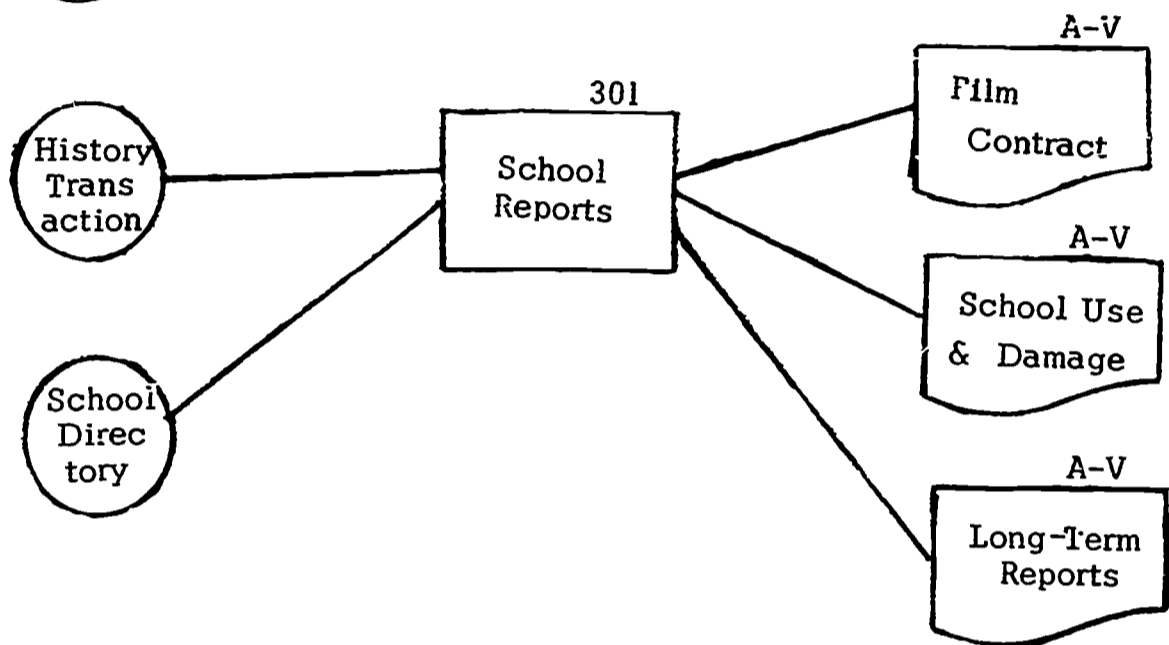 History
Trans
action
School
Direc
tory
301
School
Reports
A-V
Film
Contract
A-V
School Use
& Damage
A-V
Long-Term
Reports